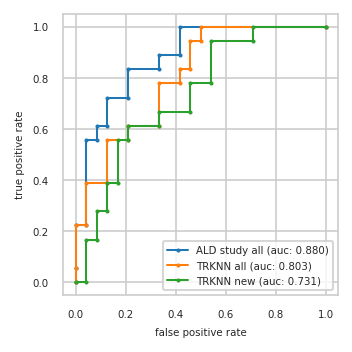 1.0
0.8
0.6
0.4
0.2
0.0
true positive rate
ALD study all (auc: 0.880)
TRKNN all (auc: 0.803)
TRKNN new (auc: 0.731)
0.0 0.2 0.4 0.6 0.8 1.0
false positive rate